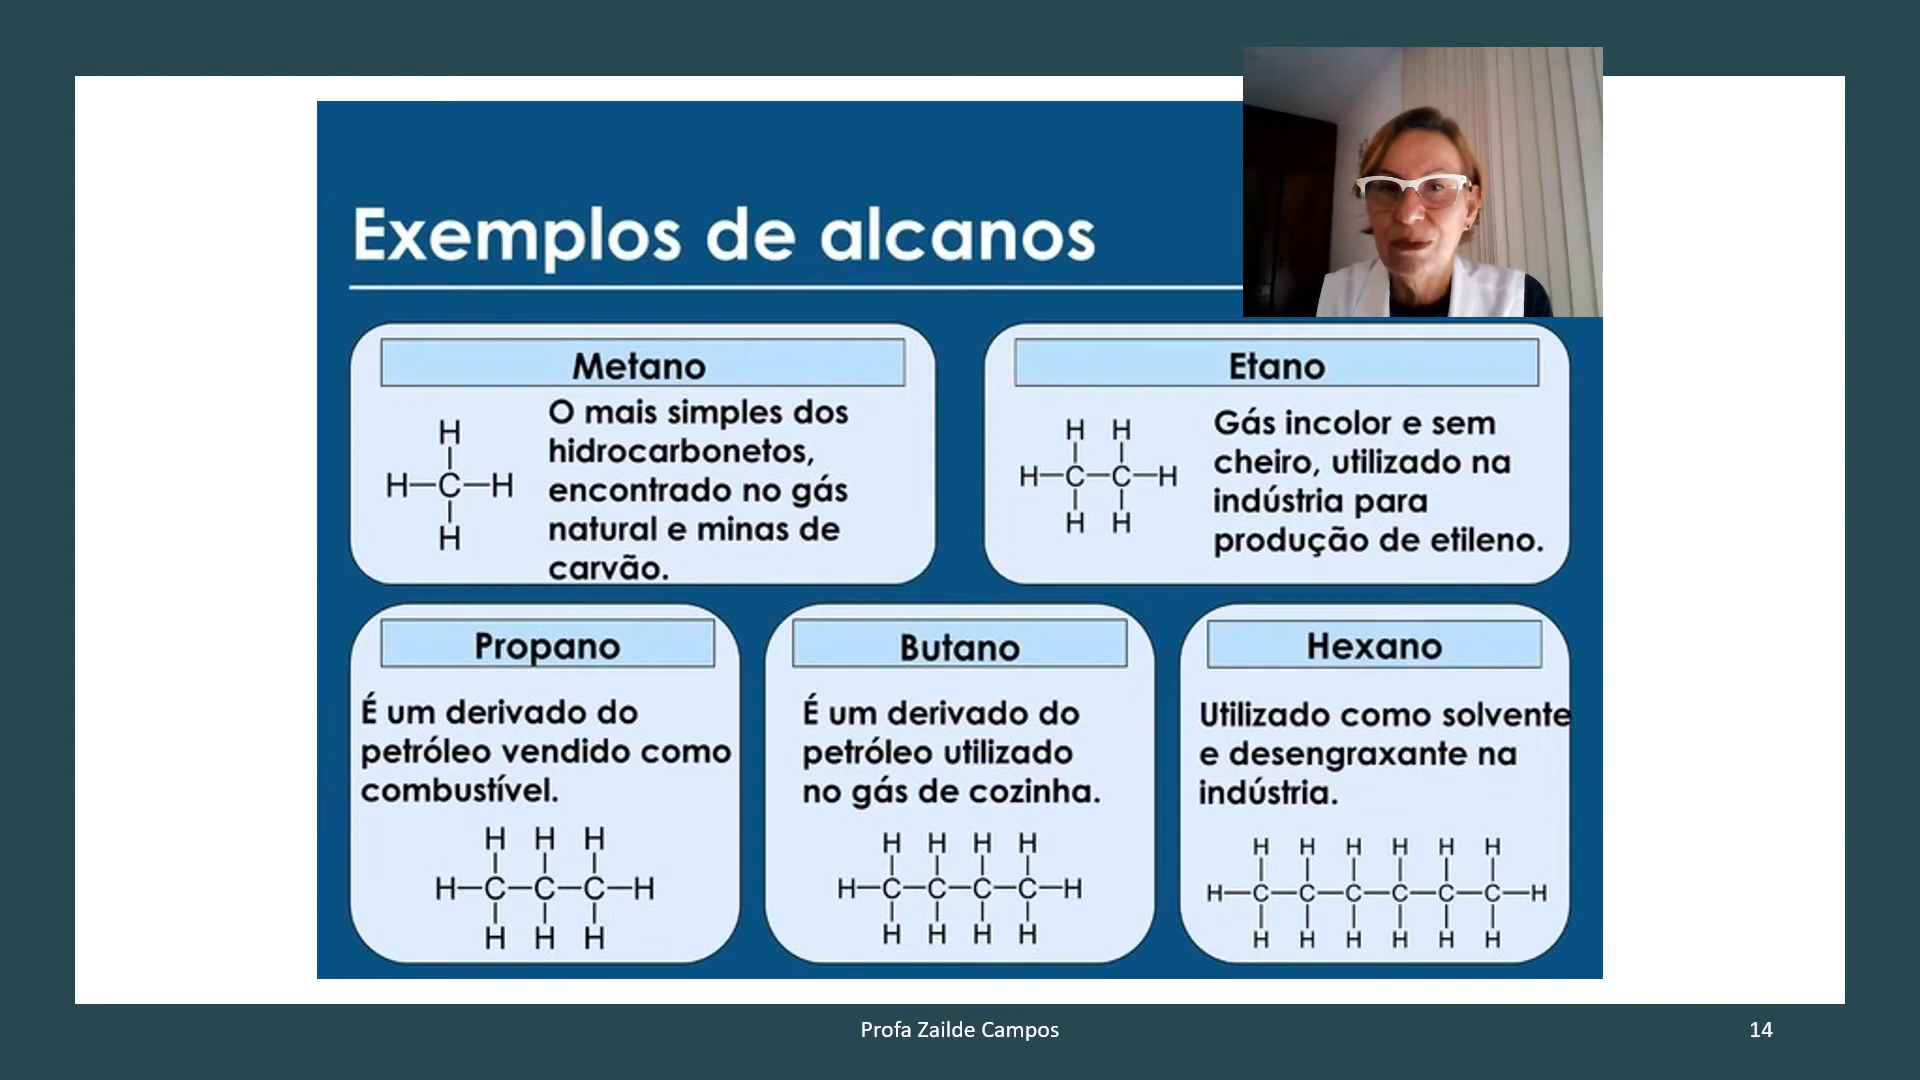 Exemplos de alcanos
Metano
H
H—C—H
H
O mais simples dos
hidrocarbonetos,
encontrado no gás
natural e minas de
carvão.
Etano
H H
H—C—C—H
H H
Gás incolor e sem
cheiro, utilizado na
indústria para
produção de etileno.
Propano
É um derivado do
petróleo vendido como
combustível.
H H H
H—C—C—C—H
H H H
Butano
É um derivado do
petróleo utilizado
no gás de cozinha.
H H H H
H—C—C—C—C—H
H H H H
Hexano
Utilizado como solvente
e desengraxante na
indústria.
H H H H H H
H—C—C—C—C—C—C—H
H H H H H H
Profa Zailde Campos
14